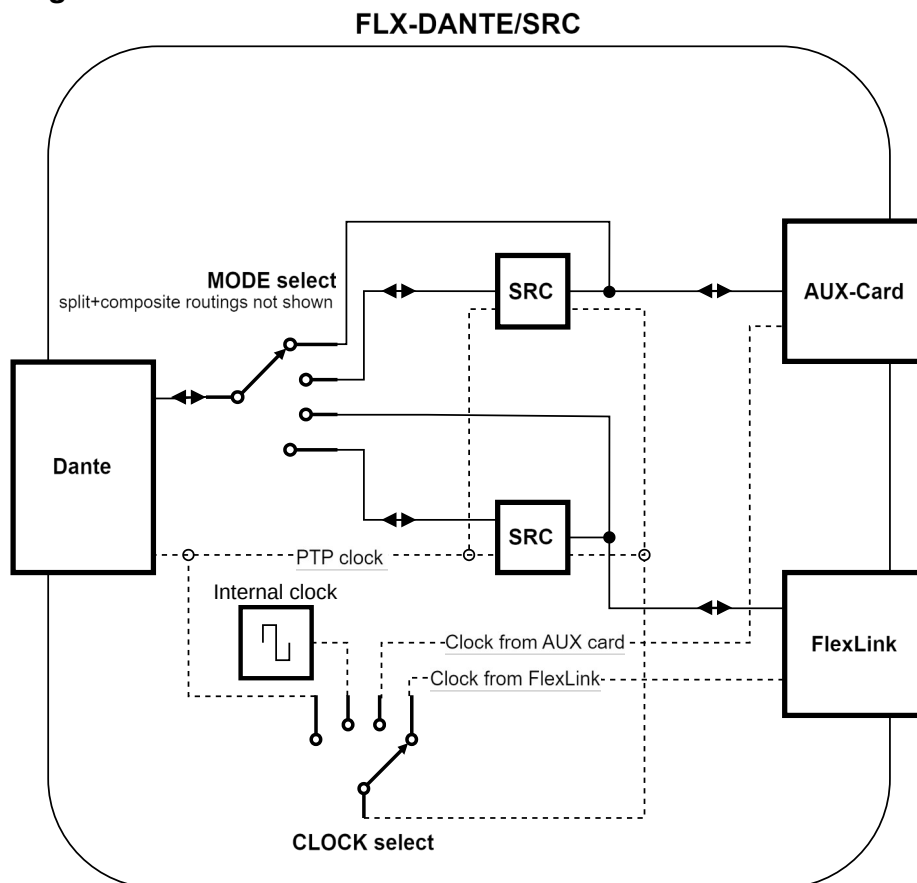 FLX-DANTE/SRC
MODE select
split+composite routings not shown
SRC
AUX-Card
Dante
SRC
PTP clock
Internal clock
Clock from AUX card
FlexLink
Clock from FlexLink
CLOCK select